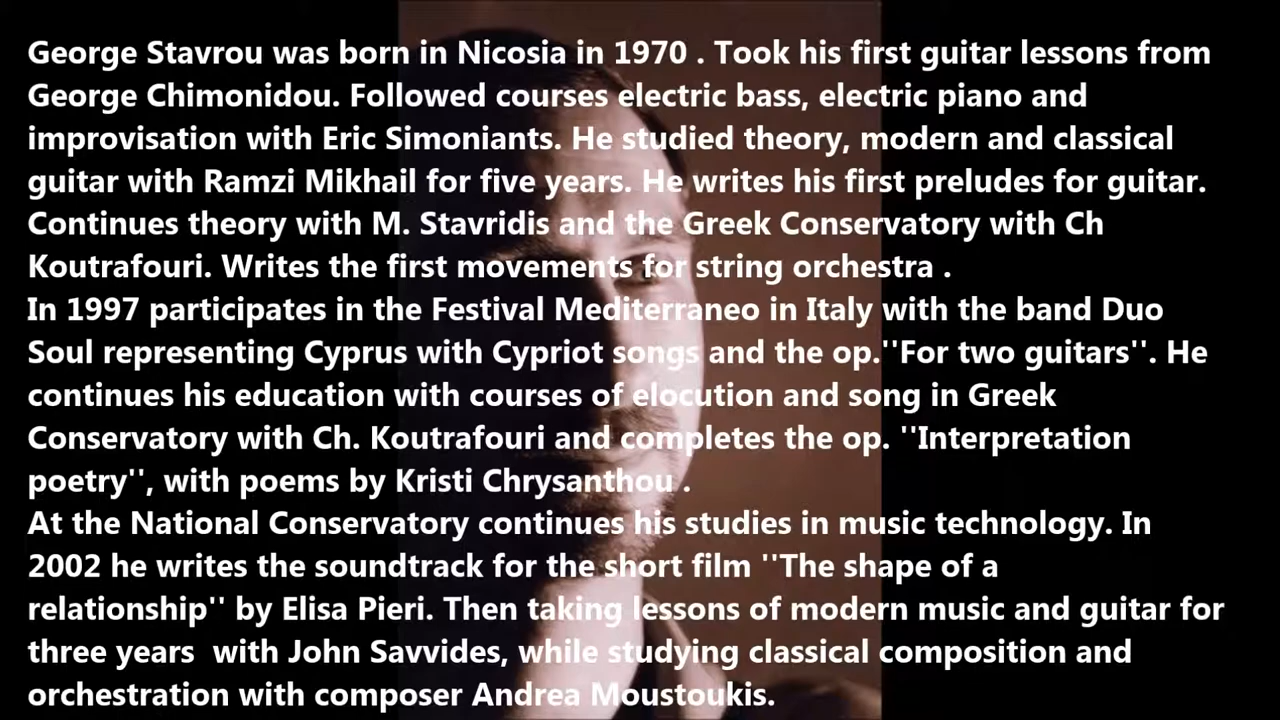 George Stavrou was born in Nicosia in 1970 . Took his first guitar lessons from
George Chimonidou. Followed courses electric bass, electric piano and
improvisation with Eric Simoniants. He studied theory, modern and classical
guitar with Ramzi Mikhail for five years. He writes his first preludes for guitar.
Continues theory with M. Stavridis and the Greek Conservatory with Ch
Koutrafouri. Writes the first movements for string orchestra .
In 1997 participates in the Festival Mediterraneo in Italy with the band Duo
Soul representing Cyprus with Cypriot songs and the op.''For two guitars''. He
continues his education with courses of elocution and song in Greek
Conservatory with Ch. Koutrafouri and completes the op. ''Interpretation
poetry'', with poems by Kristi Chrysanthou .
At the National Conservatory continues his studies in music technology. In
2002 he writes the soundtrack for the short film ''The shape of a
relationship'' by Elisa Pieri. Then taking lessons of modern music and guitar for
three years  with John Savvides, while studying classical composition and
orchestration with composer Andrea Moustoukis.